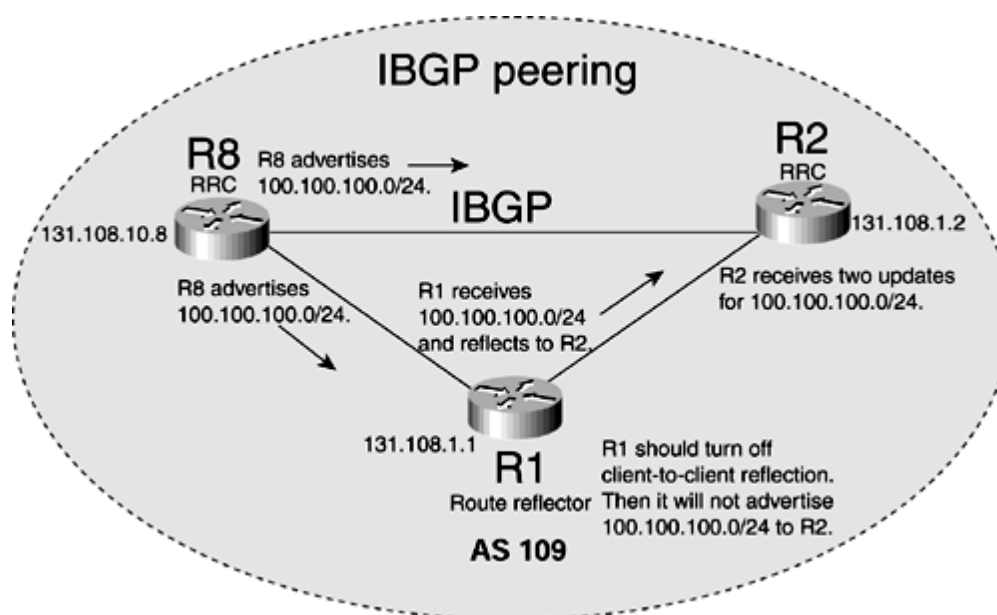 IBGP peering
R8
RRC
R8 advertises
100.100.100.0/24.
R2
RRC
131.108.10.8
IBGP
131.108.1.2
R8 advertises
100.100.100.0/24.
R1 receives
100.100.100.0/24
and reflects to R2.
R2 receives two updates
for 100.100.100.0/24.
131.108.1.1
R1
Route reflector
AS 109
R1 should turn off
client-to-client reflection.
Then it will not advertise
100.100.100.0/24 to R2.